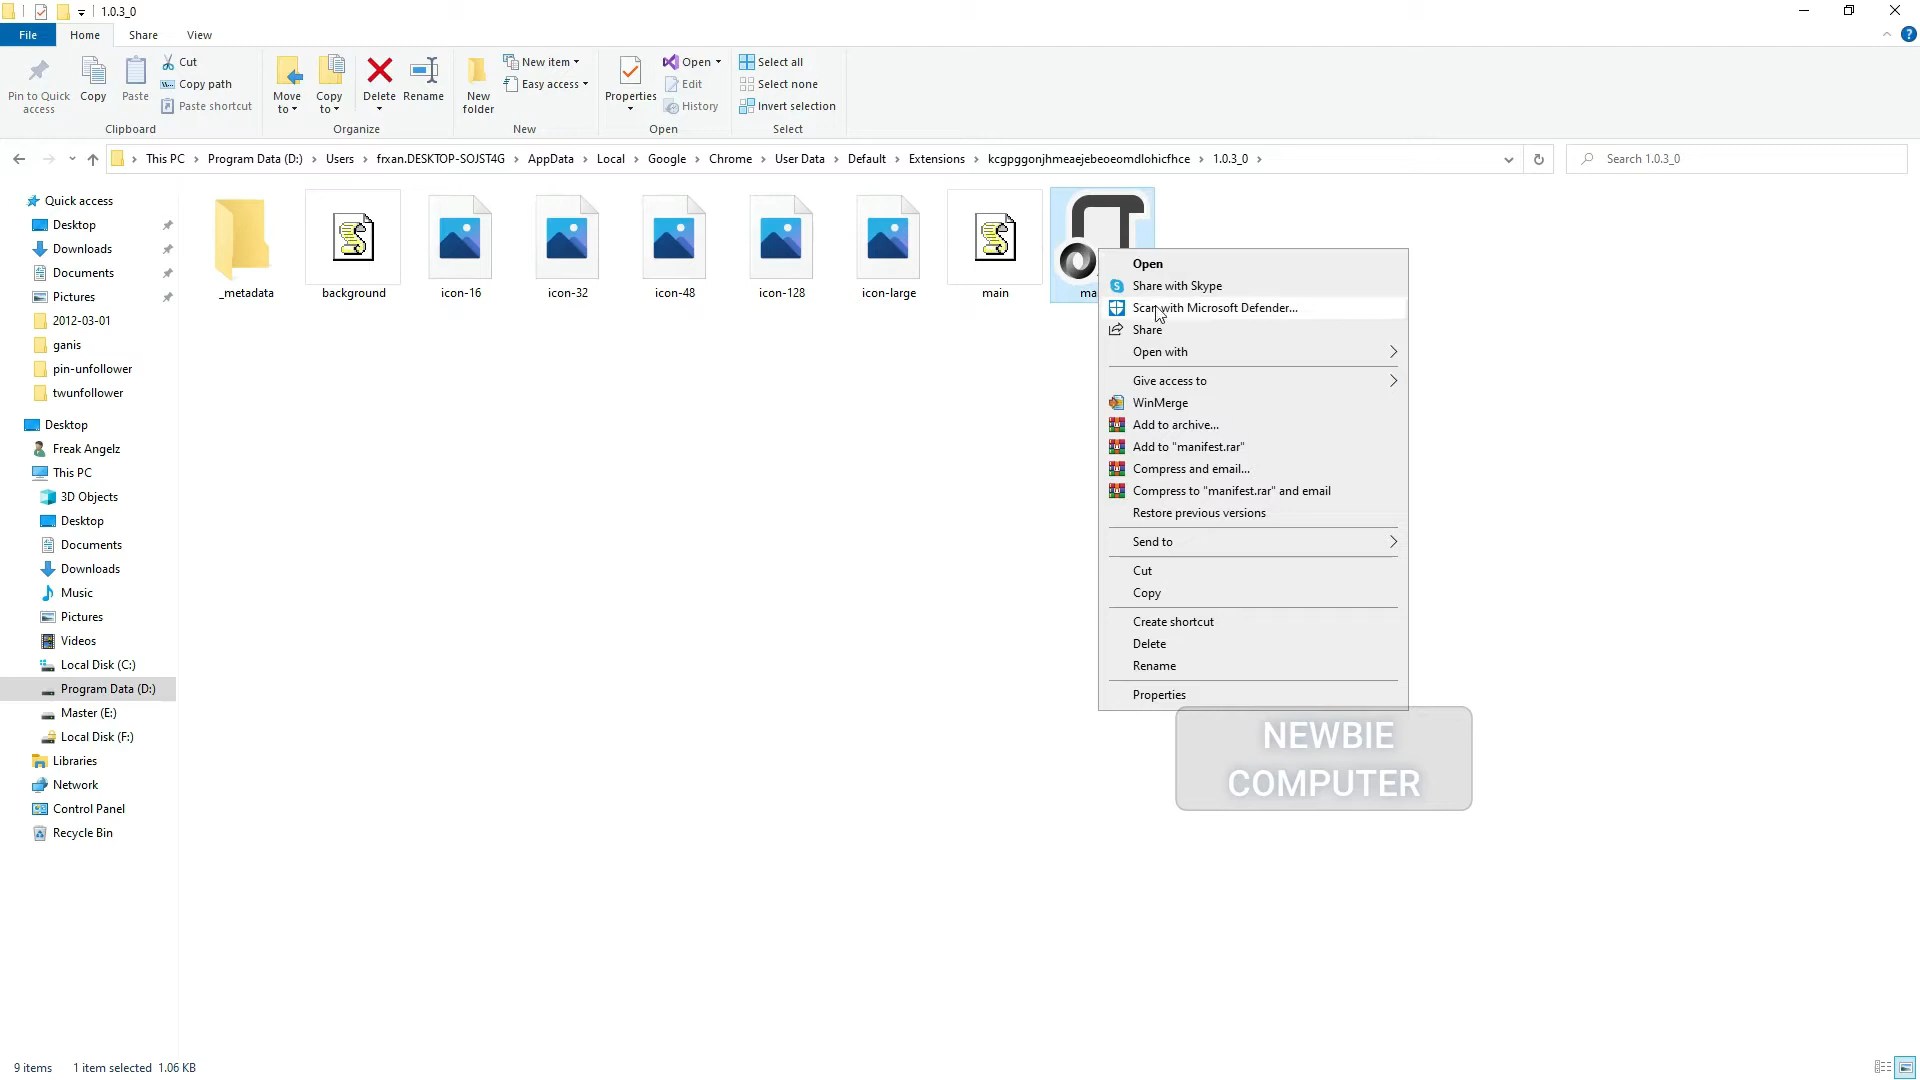 1.0.3_0
File
Home
Share
View
Pin to Quick
access
Copy
Paste
Cut
Copy path
Paste shortcut
Clipboard
Move
to
Copy
to
Delete
Rename
Organize
New
folder
New item
Easy access
New
Properties
Open
Edit
History
Open
Select all
Select none
Invert selection
Select
This PC
Program Data (D:)
Users
frxan.DESKTOP-SOJST4G
AppData
Local
Google
Chrome
User Data
Default
Extensions
kcgpggonjhmeaejebeoeomdlohicfhce
1.0.3_0
Search 1.0.3_0
Quick access
Desktop
Downloads
Documents
Pictures
2012-03-01
ganis
pin-unfollower
twunfollower
Desktop
Freak Angelz
This PC
3D Objects
Desktop
Documents
Downloads
Music
Pictures
Videos
Local Disk (C:)
Program Data (D:)
Master (E:)
Local Disk (F:)
Libraries
Network
Control Panel
Recycle Bin
_metadata
background
icon-16
icon-32
icon-48
icon-128
icon-large
main
Open
Share with Skype
Scan with Microsoft Defender...
Share
Open with
Give access to
WinMerge
Add to archive...
Add to "manifest.rar"
Compress and email...
Compress to "manifest.rar" and email
Restore previous versions
Send to
Cut
Copy
Create shortcut
Delete
Rename
Properties
NEWBIE
COMPUTER
9 items
1 item selected 1.06 KB